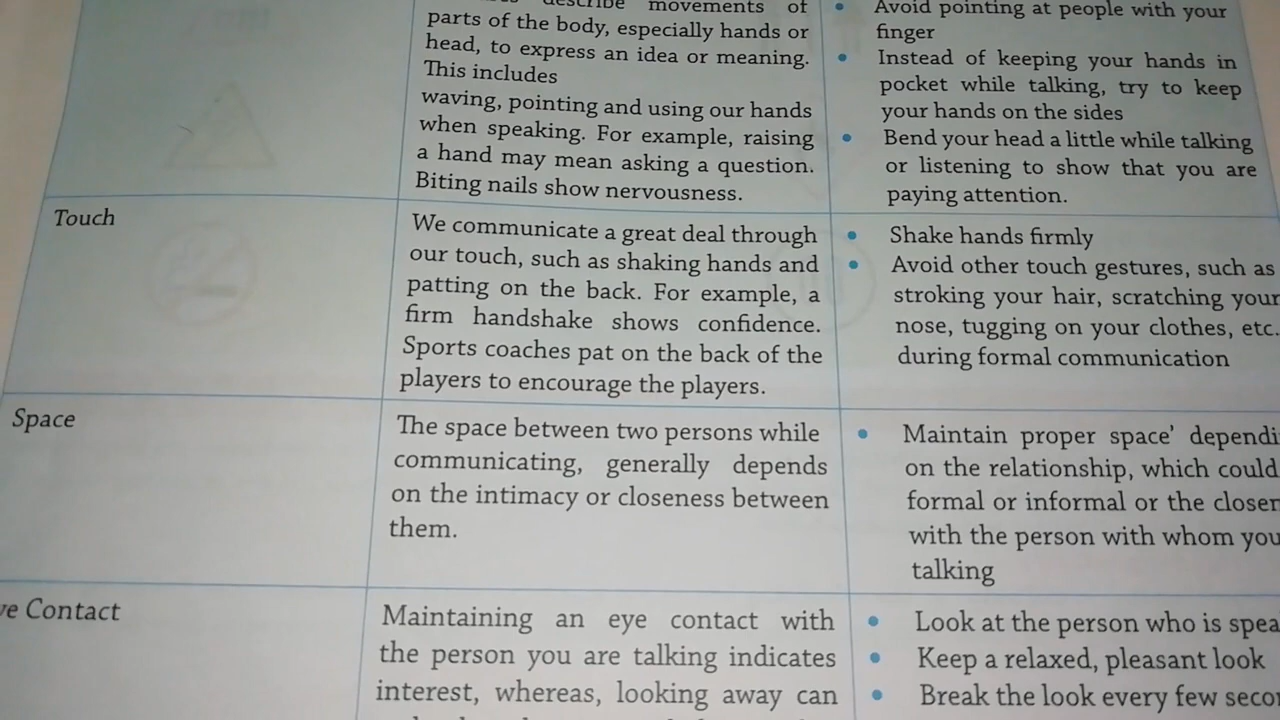 describe movements of
parts of the body, especially hands or
head, to express an idea or meaning.
This includes
waving, pointing and using our hands
when speaking. For example, raising
a hand may mean asking a question.
Biting nails show nervousness.
• Avoid pointing at people with your
finger
• Instead of keeping your hands in
pocket while talking, try to keep
your hands on the sides
• Bend your head a little while talking
or listening to show that you are
paying attention.
Touch
We communicate a great deal through
our touch, such as shaking hands and
patting on the back. For example, a
firm handshake shows confidence.
Sports coaches pat on the back of the
players to encourage the players.
• Shake hands firmly
• Avoid other touch gestures, such as
stroking your hair, scratching your
nose, tugging on your clothes, etc.
during formal communication
Space
The space between two persons while
communicating, generally depends
on the intimacy or closeness between
them.
• Maintain proper space' dependi
on the relationship, which could
formal or informal or the closen
with the person with whom you
talking
ye Contact
Maintaining an eye contact with
the person you are talking indicates
interest, whereas, looking away can
• Look at the person who is spea
• Keep a relaxed, pleasant look
• Break the look every few seco